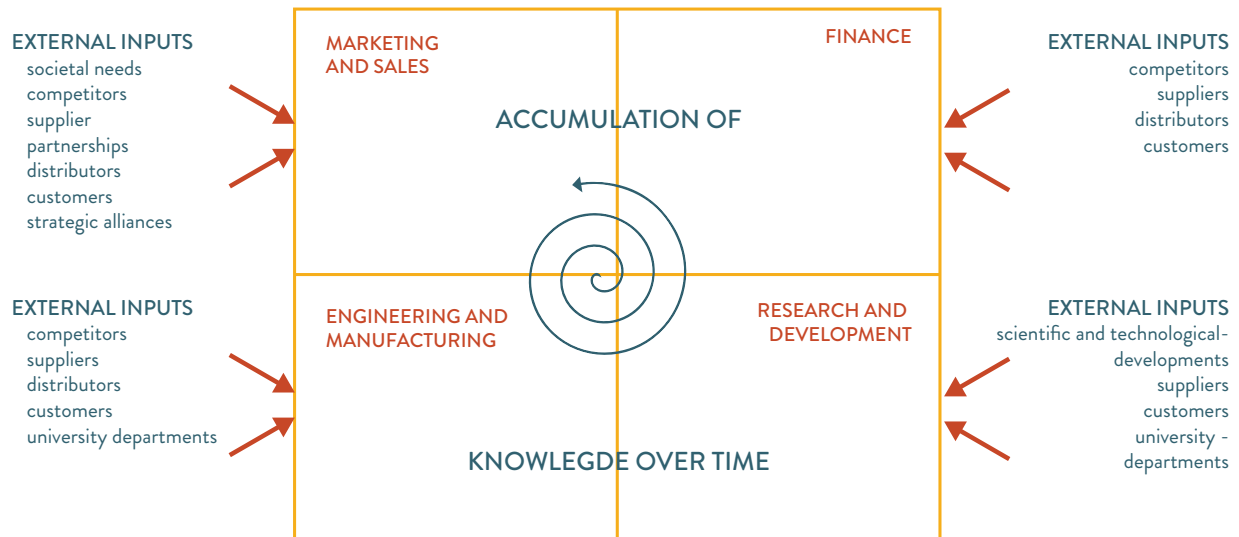 EXTERNAL INPUTS
societal needs
competitors
supplier
partnerships
distributors
customers
strategic alliances
MARKETING
AND SALES
FINANCE
EXTERNAL INPUTS
competitors
suppliers
distributors
customers
ACCUMULATION OF
EXTERNAL INPUTS
competitors
suppliers
distributors
customers
university departments
ENGINEERING AND
MANUFACTURING
RESEARCH AND
DEVELOPMENT
EXTERNAL INPUTS
scientific and technological-
developments
suppliers
customers
university -
departments
KNOWLEGDE OVER TIME